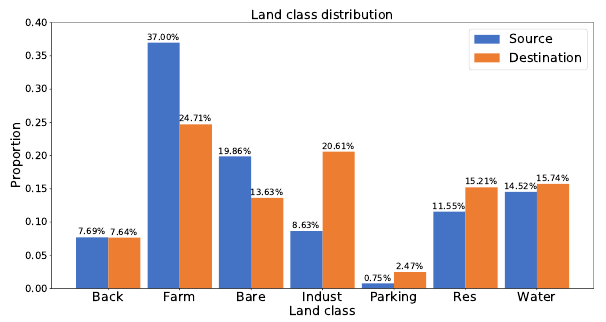 Land class distribution
Proportion
0.40
0.35
0.30
0.25
0.20
0.15
0.10
0.05
0.00
Source
Destination
7.69% 7.64%
37.00% 24.71%
19.86% 13.63%
8.63% 20.61%
0.75% 2.47%
11.55% 15.21%
14.52% 15.74%
Back Farm Bare Indust Parking Res Water
Land class